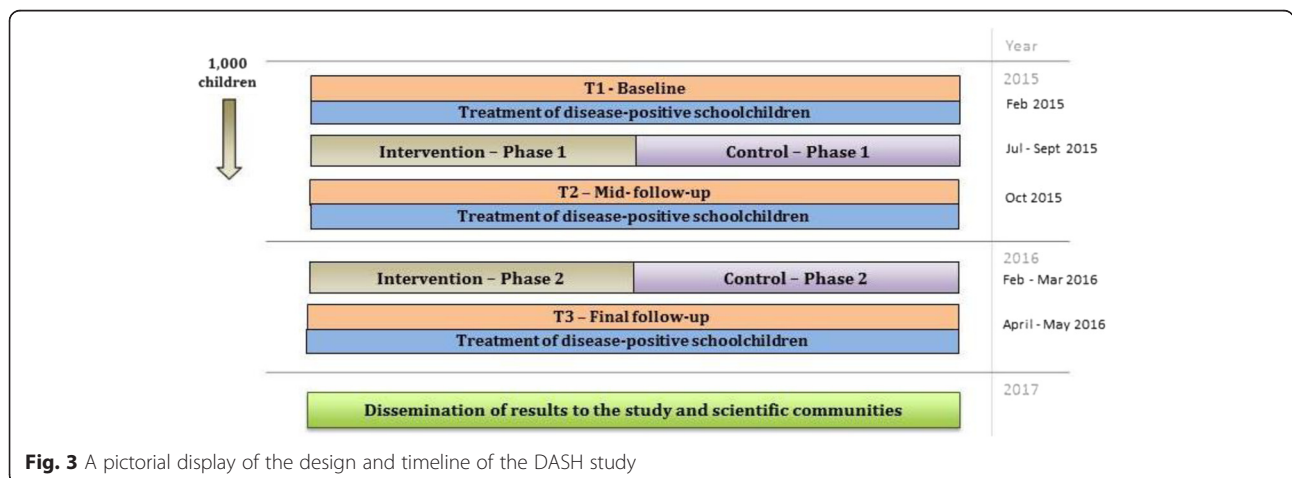 Year
1,000
children
2015
T1 - Baseline
Feb 2015
Treatment of disease-positive schoolchildren
Intervention – Phase 1
Control – Phase 1
Jul - Sept 2015
T2 – Mid- follow-up
Oct 2015
Treatment of disease-positive schoolchildren
2016
Intervention – Phase 2
Control – Phase 2
Feb - Mar 2016
T3 – Final follow-up
April - May 2016
Treatment of disease-positive schoolchildren
2017
Dissemination of results to the study and scientific communities
Fig. 3 A pictorial display of the design and timeline of the DASH study